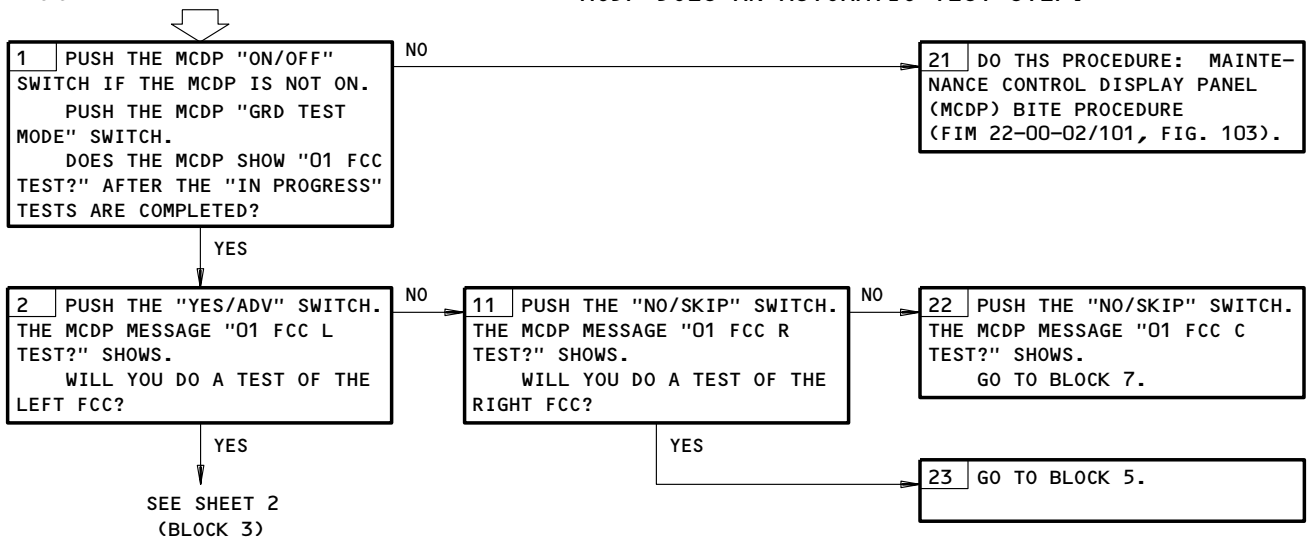 MCDP DOES AN AUTOMATIC TEST STEP.
1 PUSH THE MCDP "ON/OFF"
SWITCH IF THE MCDP IS NOT ON.
PUSH THE MCDP "GRD TEST
MODE" SWITCH.
DOES THE MCDP SHOW "01 FCC
TEST?" AFTER THE "IN PROGRESS"
TESTS ARE COMPLETED?
NO
21 DO THS PROCEDURE: MAINTE-
NANCE CONTROL DISPLAY PANEL
(MCDP) BITE PROCEDURE
(FIM 22-00-02/101, FIG. 103).
YES
2 PUSH THE "YES/ADV" SWITCH.
THE MCDP MESSAGE "01 FCC L
TEST?" SHOWS.
WILL YOU DO A TEST OF THE
LEFT FCC?
NO
11 PUSH THE "NO/SKIP" SWITCH.
THE MCDP MESSAGE "01 FCC R
TEST?" SHOWS.
WILL YOU DO A TEST OF THE
RIGHT FCC?
NO
22 PUSH THE "NO/SKIP" SWITCH.
THE MCDP MESSAGE "01 FCC C
TEST?" SHOWS.
GO TO BLOCK 7.
YES
YES
23 GO TO BLOCK 5.
SEE SHEET 2
(BLOCK 3)